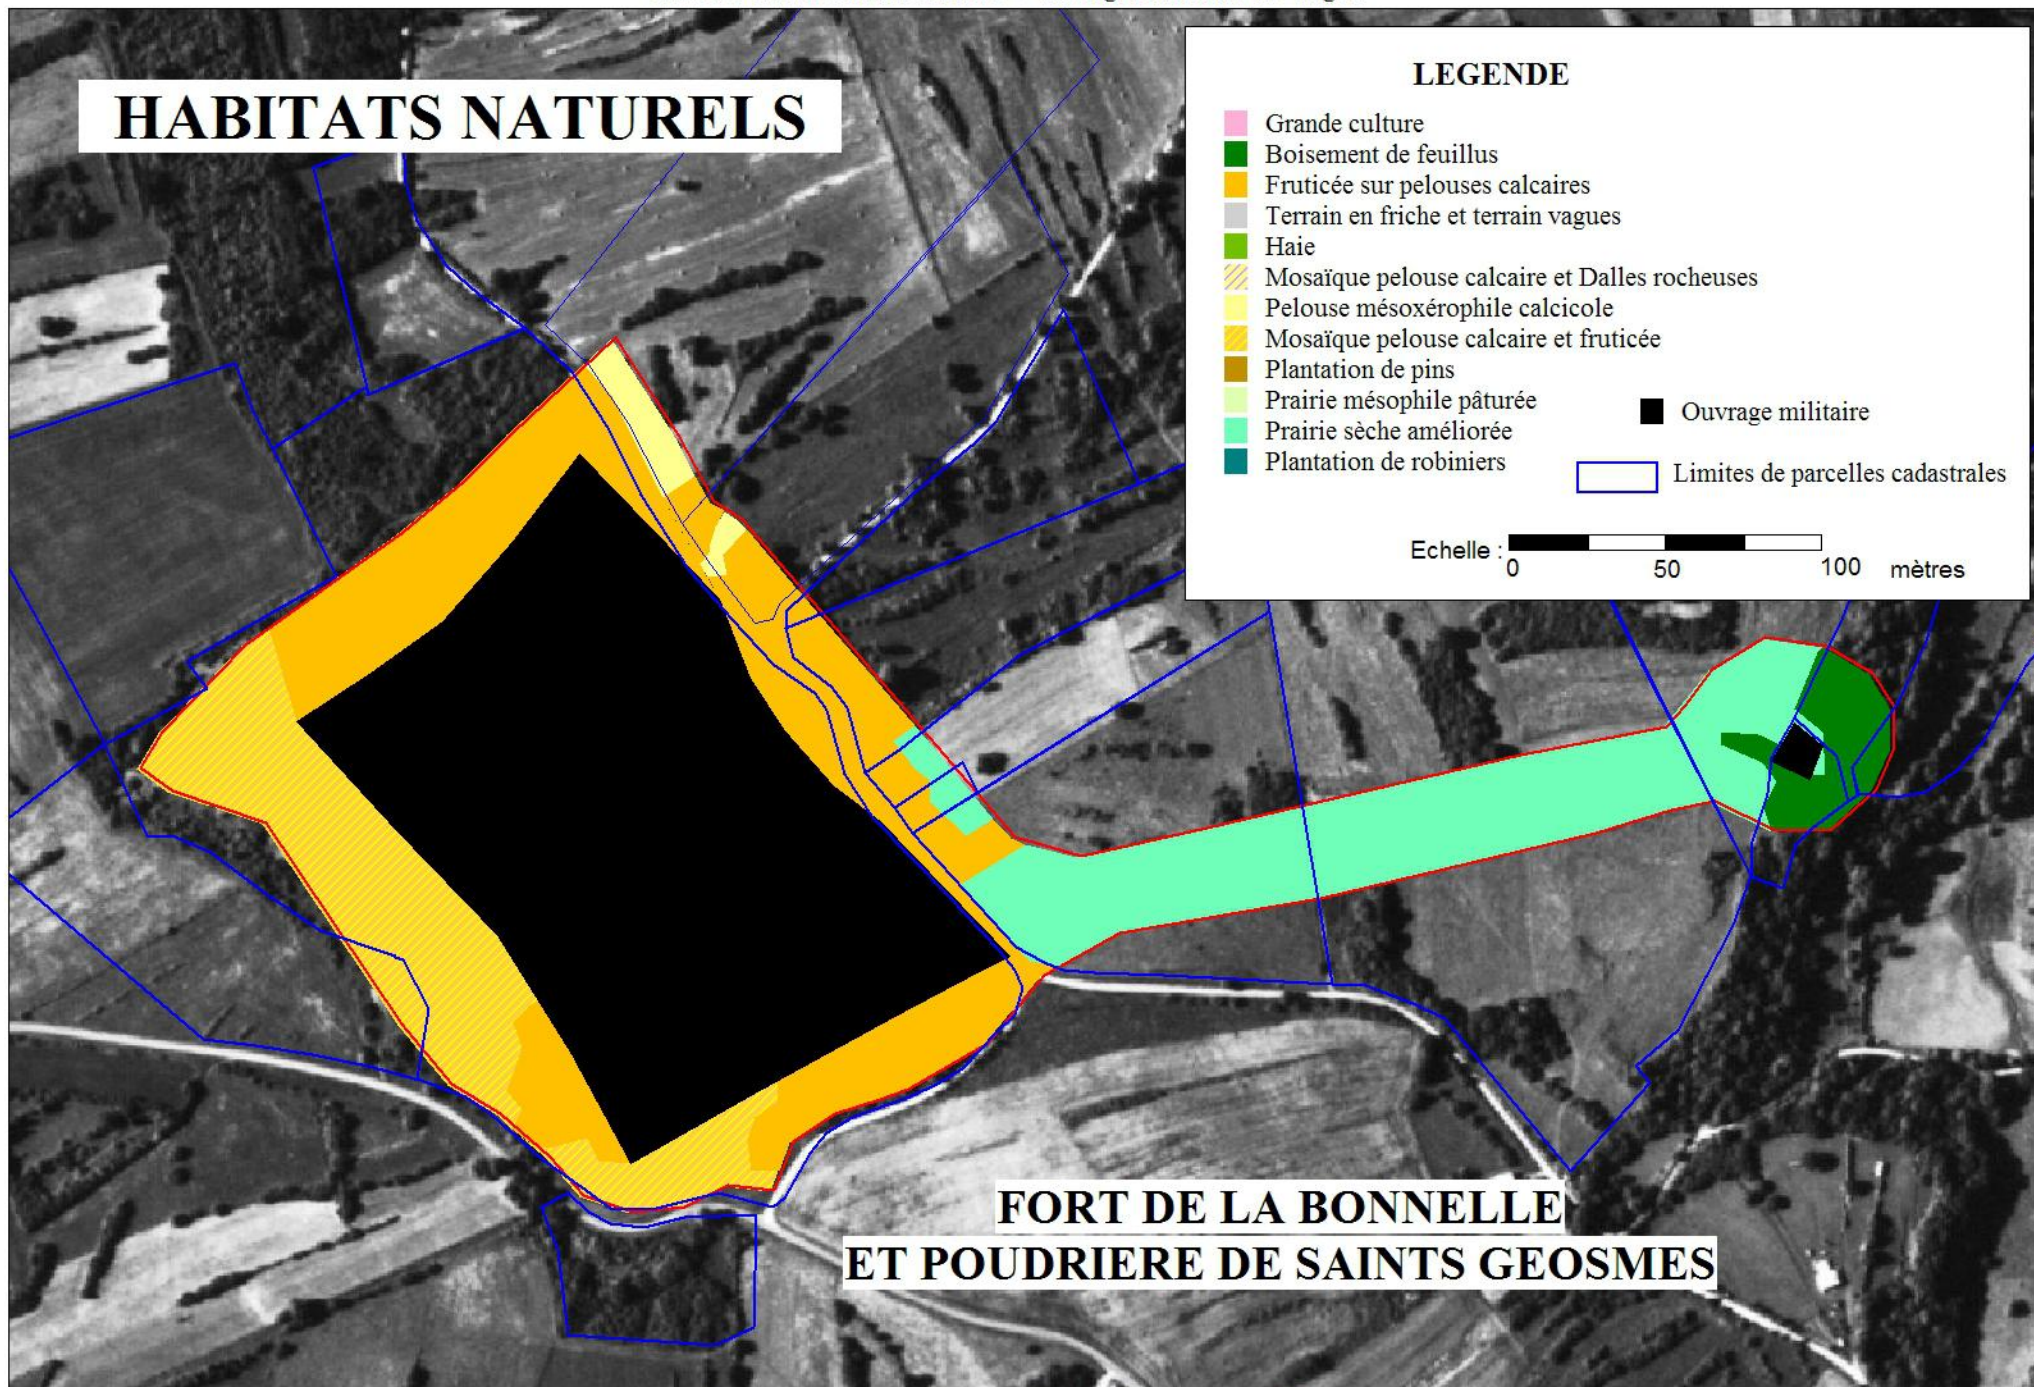 HABITATS NATURELS
LEGENDE
Grande culture
Boisement de feuillus
Fruticée sur pelouses calcaires
Terrain en friche et terrain vagues
Haie
Mosaïque pelouse calcaire et Dalles rocheuses
Pelouse mésoxérophile calcicole
Mosaïque pelouse calcaire et fruticée
Plantation de pins
Prairie mésophile pâturée
Ouvrage militaire
Prairie sèche améliorée
Plantation de robiniers
Limites de parcelles cadastrales
Echelle :
0 50 100 mètres
FORT DE LA BONNELLE
ET POUDRIERE DE SAINTS GEOSMES